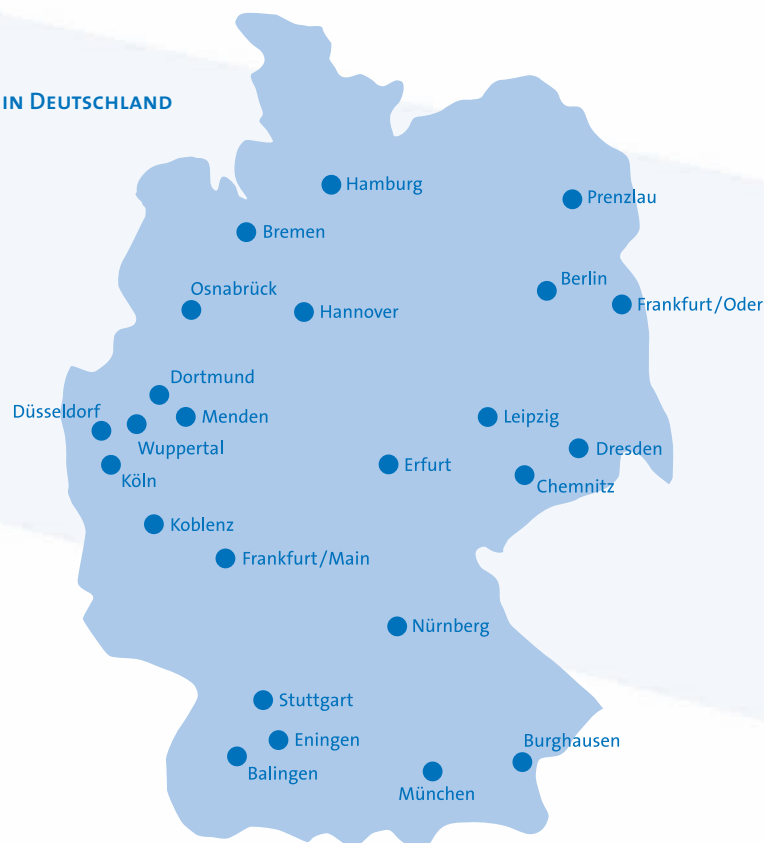 IN DEUTSCHLAND
Hamburg
Prenzlau
Bremen
Berlin
Osnabrück
Frankfurt/Oder
Hannover
Dortmund
Düsseldorf
Menden
Leipzig
Wuppertal
Dresden
Erfurt
Köln
Chemnitz
Koblenz
Frankfurt/Main
Nürnberg
Stuttgart
Eningen
Burghausen
Balingen
München